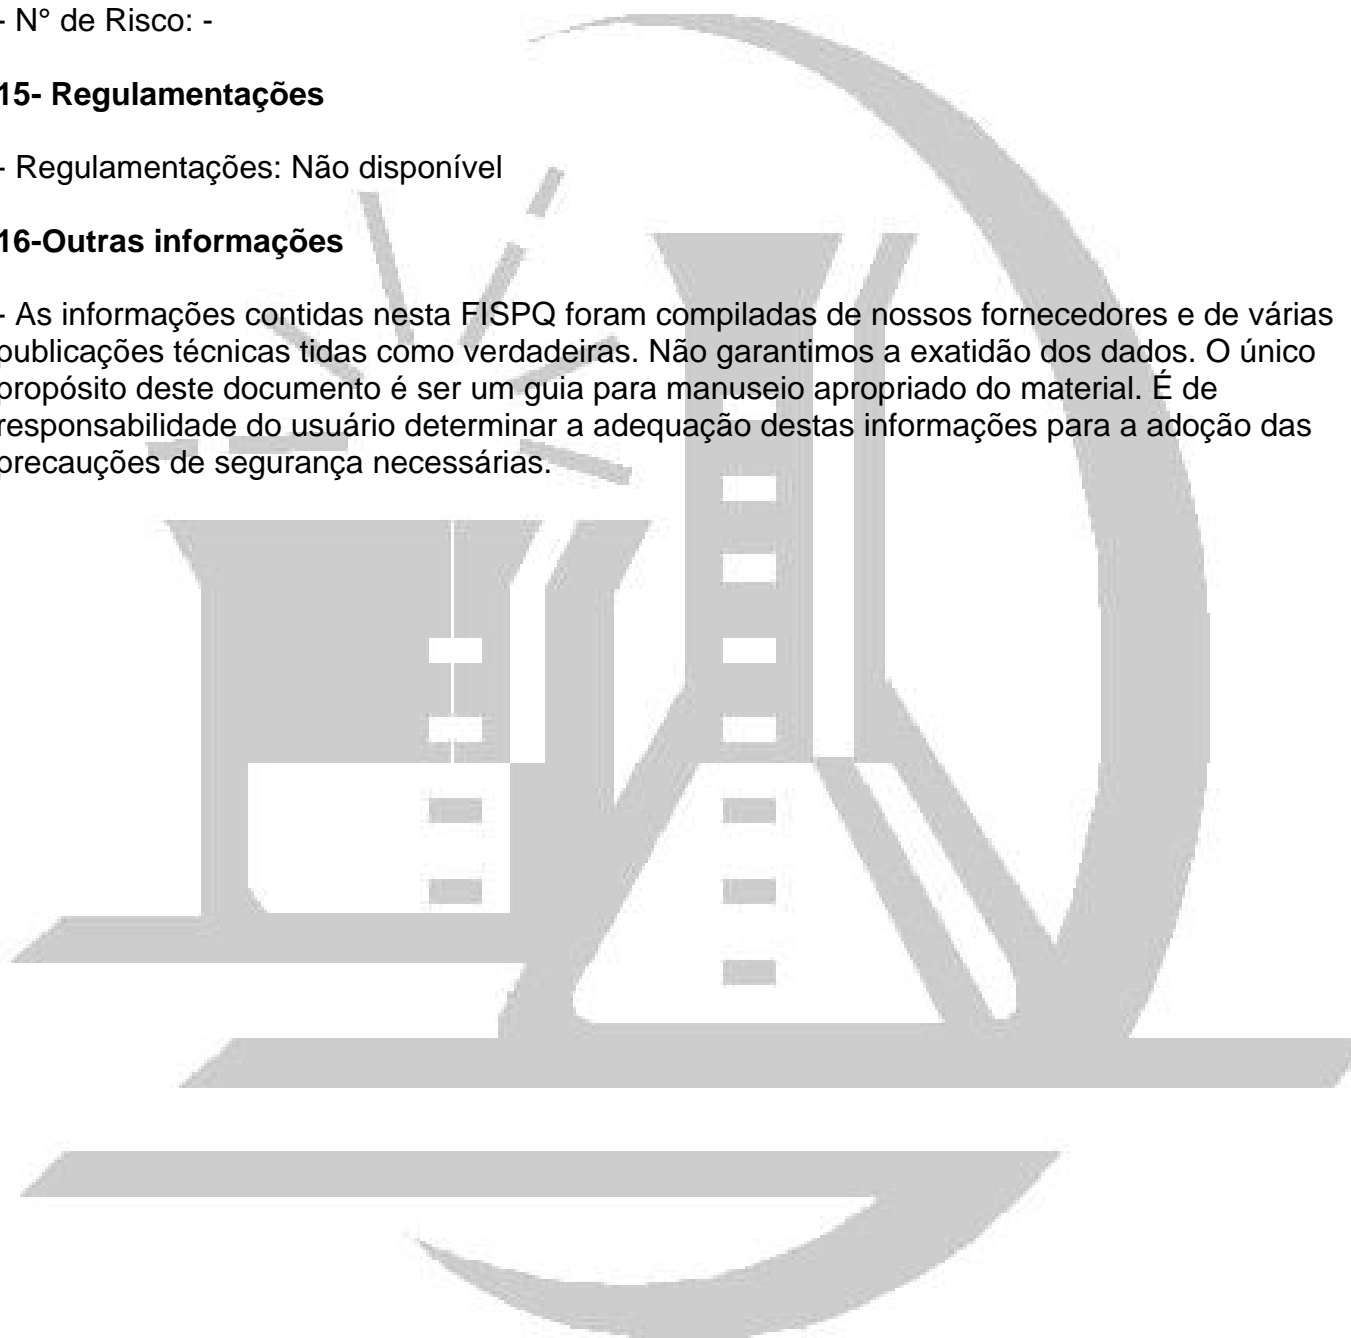 - N° de Risco: -
15- Regulamentações
- Regulamentações: Não disponível
16-Outras informações
- As informações contidas nesta FISPQ foram compiladas de nossos fornecedores e de várias
publicações técnicas tidas como verdadeiras. Não garantimos a exatidão dos dados. O único
propósito deste documento é ser um guia para manuseio apropriado do material. É de
responsabilidade do usuário determinar a adequação destas informações para a adoção das
precauções de segurança necessárias.